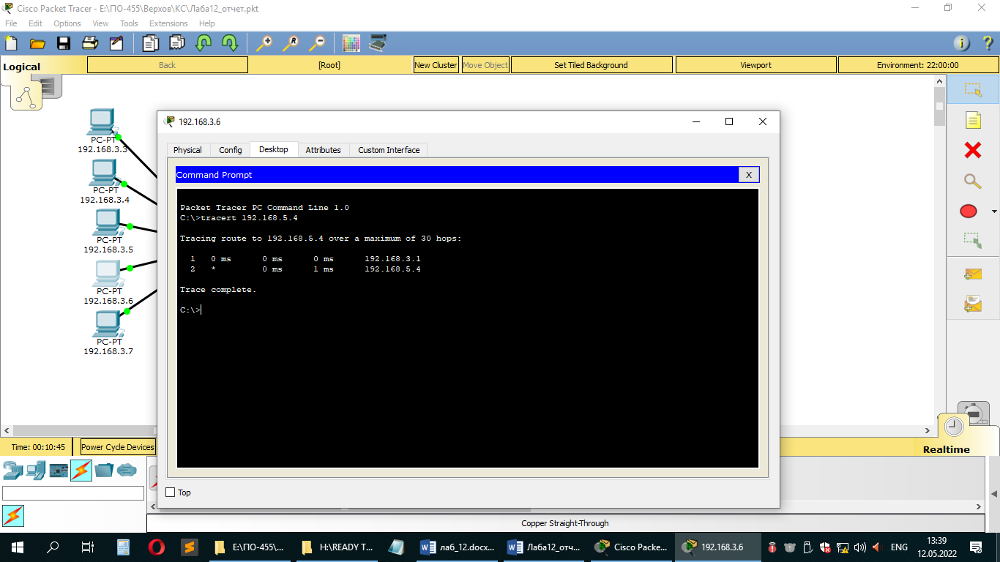 Cisco Packet Tracer - E:\ПО-455\Верхов\КС\Лаба12_отчет.pkt
File Edit Options View Tools Extensions Help
Logical Back [Root] New Cluster Move Object Set Tiled Background Viewport Environment: 22:00:00
PC-PT
192.168.3.3
PC-PT
192.168.3.4
PC-PT
192.168.3.5
PC-PT
192.168.3.6
PC-PT
192.168.3.7
192.168.3.6
Physical Config Desktop Attributes Custom Interface
Command Prompt X
Packet Tracer PC Command Line 1.0
C:\>tracert 192.168.5.4
Tracing route to 192.168.5.4 over a maximum of 30 hops:
1 0 ms 0 ms 0 ms 192.168.3.1
2 * 0 ms 1 ms 192.168.5.4
Trace complete.
C:\>
Top
Time: 00:10:45 Power Cycle Devices
Realtime
Copper Straight-Through
E:\ПО-455\... H:\READY T... лаб_12.docx... Лаба12_отч... Cisco Packe... 192.168.3.6 ENG 13:39
12.05.2022